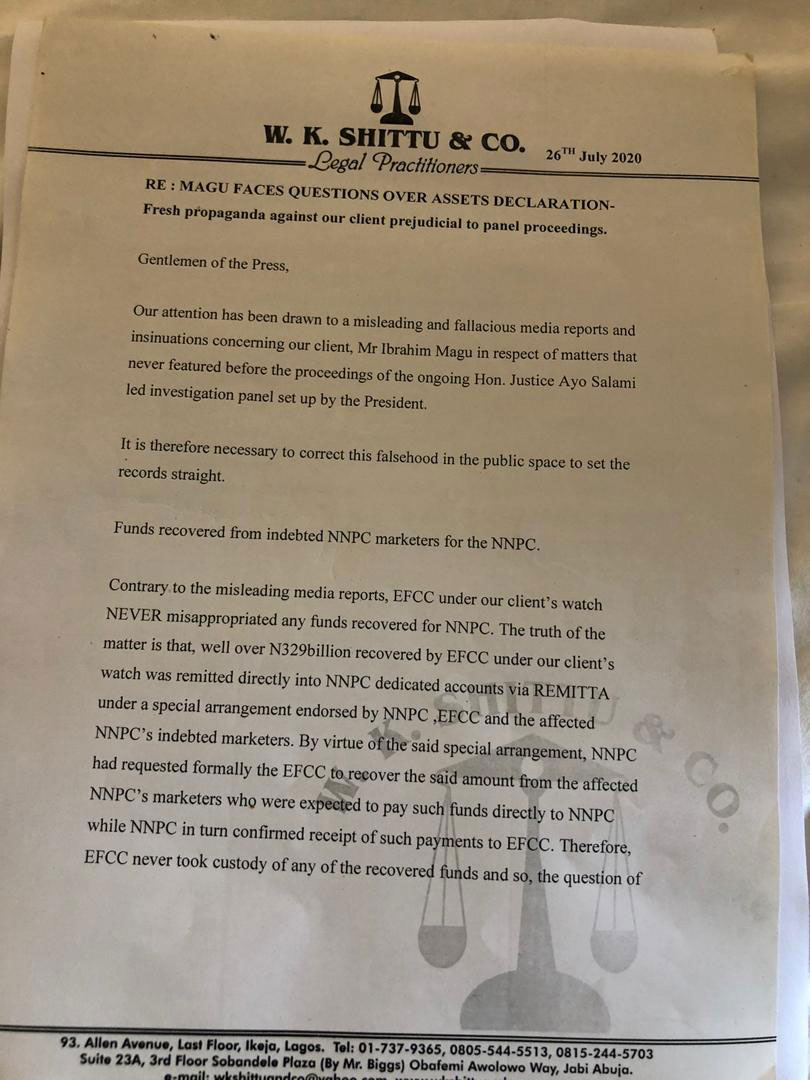 W. K. SHITTU & CO.
Legal Practitioners
26TH July 2020
RE : MAGU FACES QUESTIONS OVER ASSETS DECLARATION-
Fresh propaganda against our client prejudicial to panel proceedings.
Gentlemen of the Press,
Our attention has been drawn to a misleading and fallacious media reports and
insinuations concerning our client, Mr Ibrahim Magu in respect of matters that
never featured before the proceedings of the ongoing Hon. Justice Ayo Salami
led investigation panel set up by the President.
It is therefore necessary to correct this falsehood in the public space to set the
records straight.
Funds recovered from indebted NNPC marketers for the NNPC.
Contrary to the misleading media reports, EFCC under our client's watch
NEVER misappropriated any funds recovered for NNPC. The truth of the
matter is that, well over N329billion recovered by EFCC under our client's
watch was remitted directly into NNPC dedicated accounts via REMITTA
under a special arrangement endorsed by NNPC ,EFCC and the affected
NNPC's indebted marketers. By virtue of the said special arrangement, NNPC
had requested formally the EFCC to recover the said amount from the affected
NNPC's marketers who were expected to pay such funds directly to NNPC
while NNPC in turn confirmed receipt of such payments to EFCC. Therefore,
EFCC never took custody of any of the recovered funds and so, the question of
W. K. SHITTU & CO.
93. Allen Avenue, Last Floor, Ikeja, Lagos. Tel: 01-737-9365, 0805-544-5513, 0815-244-5703
Suite 23A, 3rd Floor Sobandele Plaza (By Mr. Biggs) Obafemi Awolowo Way, Jabi Abuja.
e-mail: wkshittuandco@yahoo.com